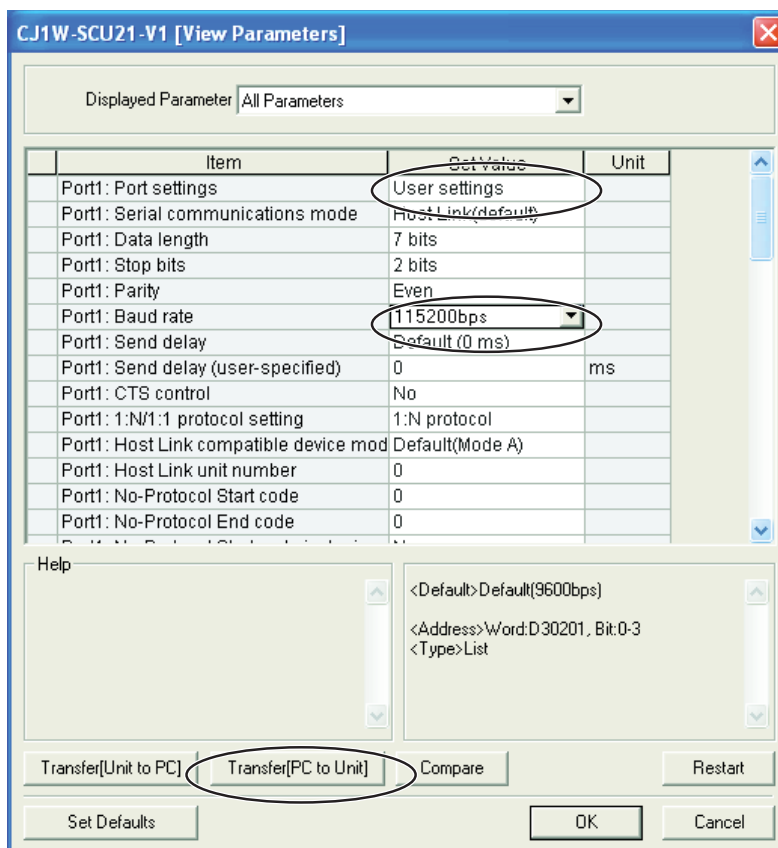 CJ1W-SCU21-V1 [View Parameters]
Displayed Parameter All Parameters
Item Set Value Unit
Port1: Port settings User settings
Port1: Serial communications mode Host Link(default)
Port1: Data length 7 bits
Port1: Stop bits 2 bits
Port1: Parity Even
Port1: Baud rate 115200bps
Port1: Send delay Default (0 ms)
Port1: Send delay (user-specified) 0 ms
Port1: CTS control No
Port1: 1:N/1:1 protocol setting 1:N protocol
Port1: Host Link compatible device mod Default(Mode A)
Port1: Host Link unit number 0
Port1: No-Protocol Start code 0
Port1: No-Protocol End code 0
Help
<Default>Default(9600bps)
<Address>Word:D30201, Bit:0-3
<Type>List
Transfer[Unit to PC] Transfer[PC to Unit] Compare Restart
Set Defaults OK Cancel